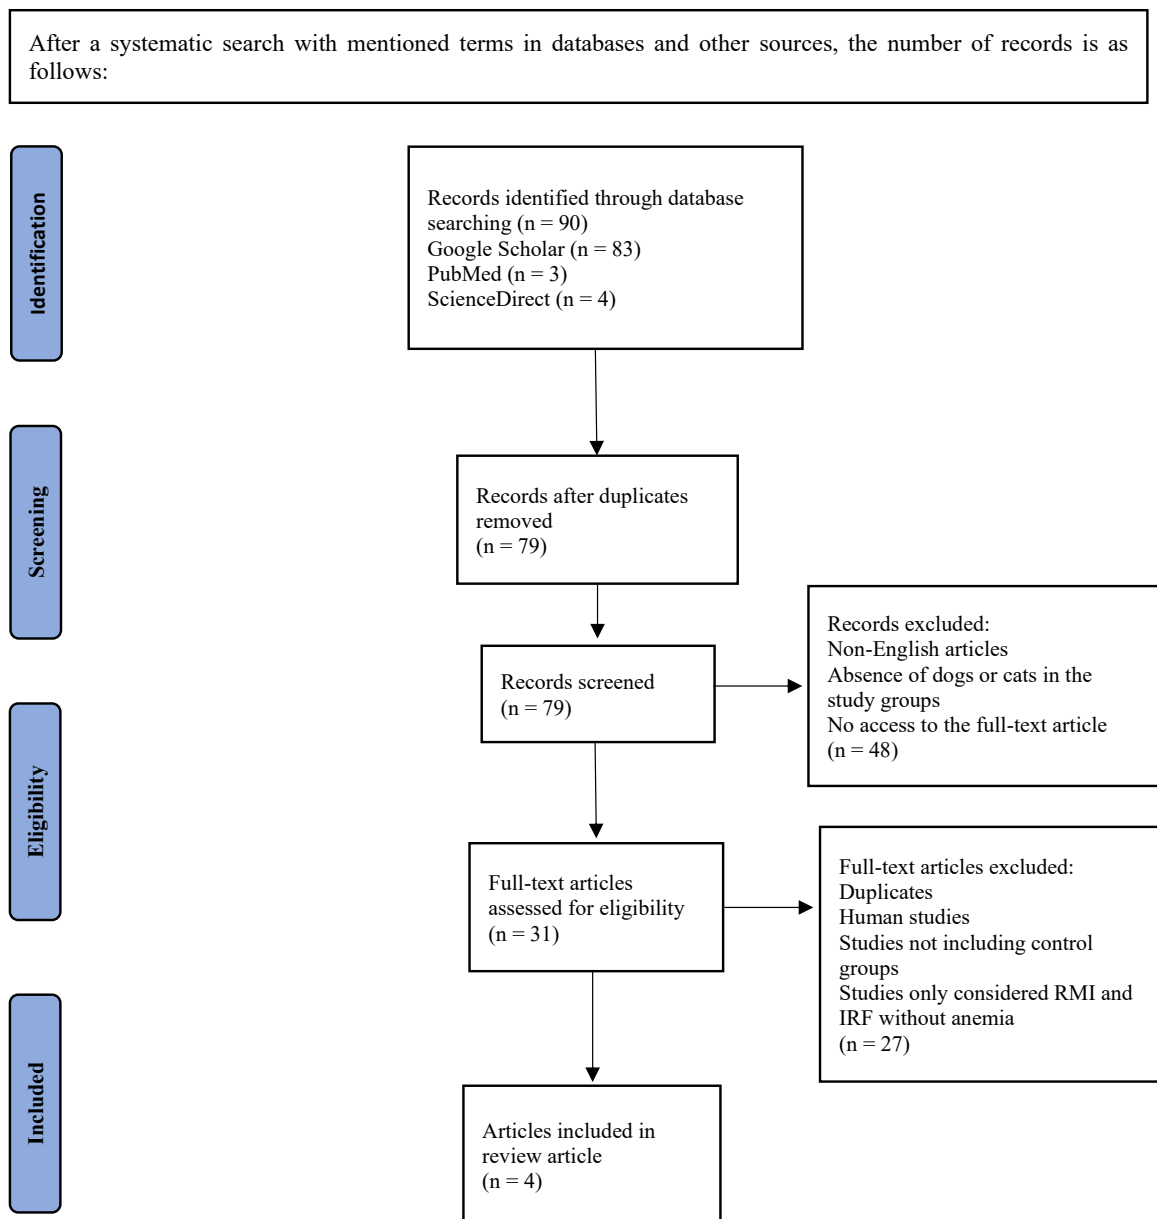 After a systematic search with mentioned terms in databases and other sources, the number of records is as
follows:
Identification
Records identified through database
searching (n = 90)
Google Scholar (n = 83)
PubMed (n = 3)
ScienceDirect (n = 4)
Screening
Records after duplicates
removed
(n = 79)
Records screened
(n = 79)
Records excluded:
Non-English articles
Absence of dogs or cats in the
study groups
No access to the full-text article
(n = 48)
Eligibility
Full-text articles
assessed for eligibility
(n = 31)
Full-text articles excluded:
Duplicates
Human studies
Studies not including control
groups
Studies only considered RMI and
IRF without anemia
(n = 27)
Included
Articles included in
review article
(n = 4)